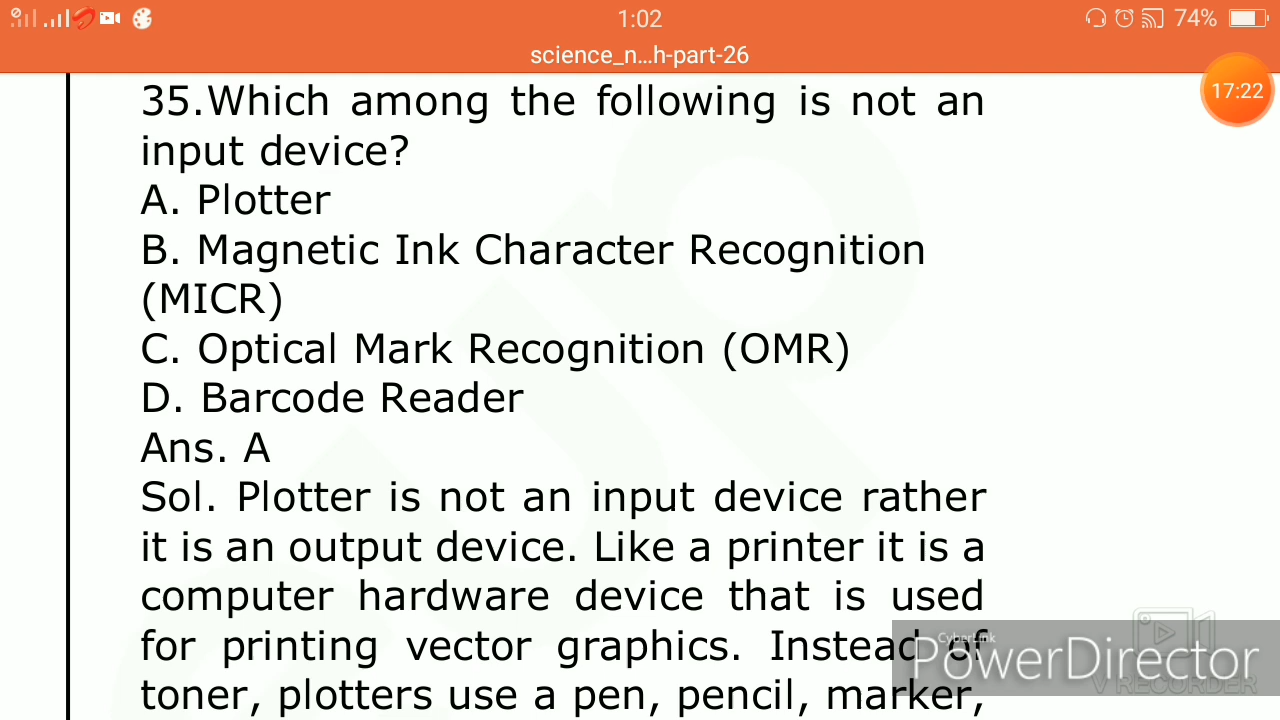 1:02
74%
science_n...h-part-26
17:22
35.Which among the following is not an
input device?
A. Plotter
B. Magnetic Ink Character Recognition
(MICR)
C. Optical Mark Recognition (OMR)
D. Barcode Reader
Ans. A
Sol. Plotter is not an input device rather
it is an output device. Like a printer it is a
computer hardware device that is used
for printing vector graphics. Instead of
toner, plotters use a pen, pencil, marker,
CyberLink
PowerDirector
V RECORDER